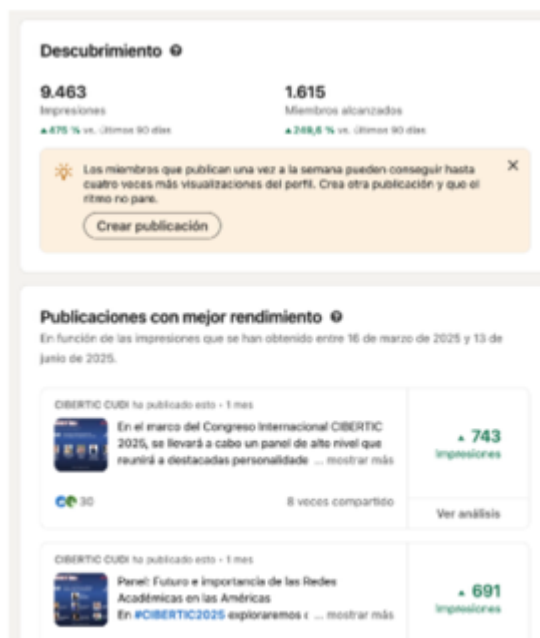 Descubrimiento
9.463
Impresiones
▲475 % vs. últimos 90 días
1.615
Miembros alcanzados
▲249,6 % vs. últimos 90 días
Los miembros que publican una vez a la semana pueden conseguir hasta
cuatro veces más visualizaciones del perfil. Crea otra publicación y que el
ritmo no pare.
Crear publicación
Publicaciones con mejor rendimiento
En función de las impresiones que se han obtenido entre 16 de marzo de 2025 y 13 de
junio de 2025.
CIBERTIC CUDI ha publicado esto • 1 mes
En el marco del Congreso Internacional CIBERTIC
2025, se llevará a cabo un panel de alto nivel que
reunirá a destacadas personalidade ... mostrar más
30
8 veces compartido
▲ 743
Impresiones
Ver análisis
CIBERTIC CUDI ha publicado esto • 1 mes
Panel: Futuro e importancia de las Redes
Académicas en las Américas
En #CIBERTIC2025 exploraremos c ... mostrar más
▲ 691
Impresiones